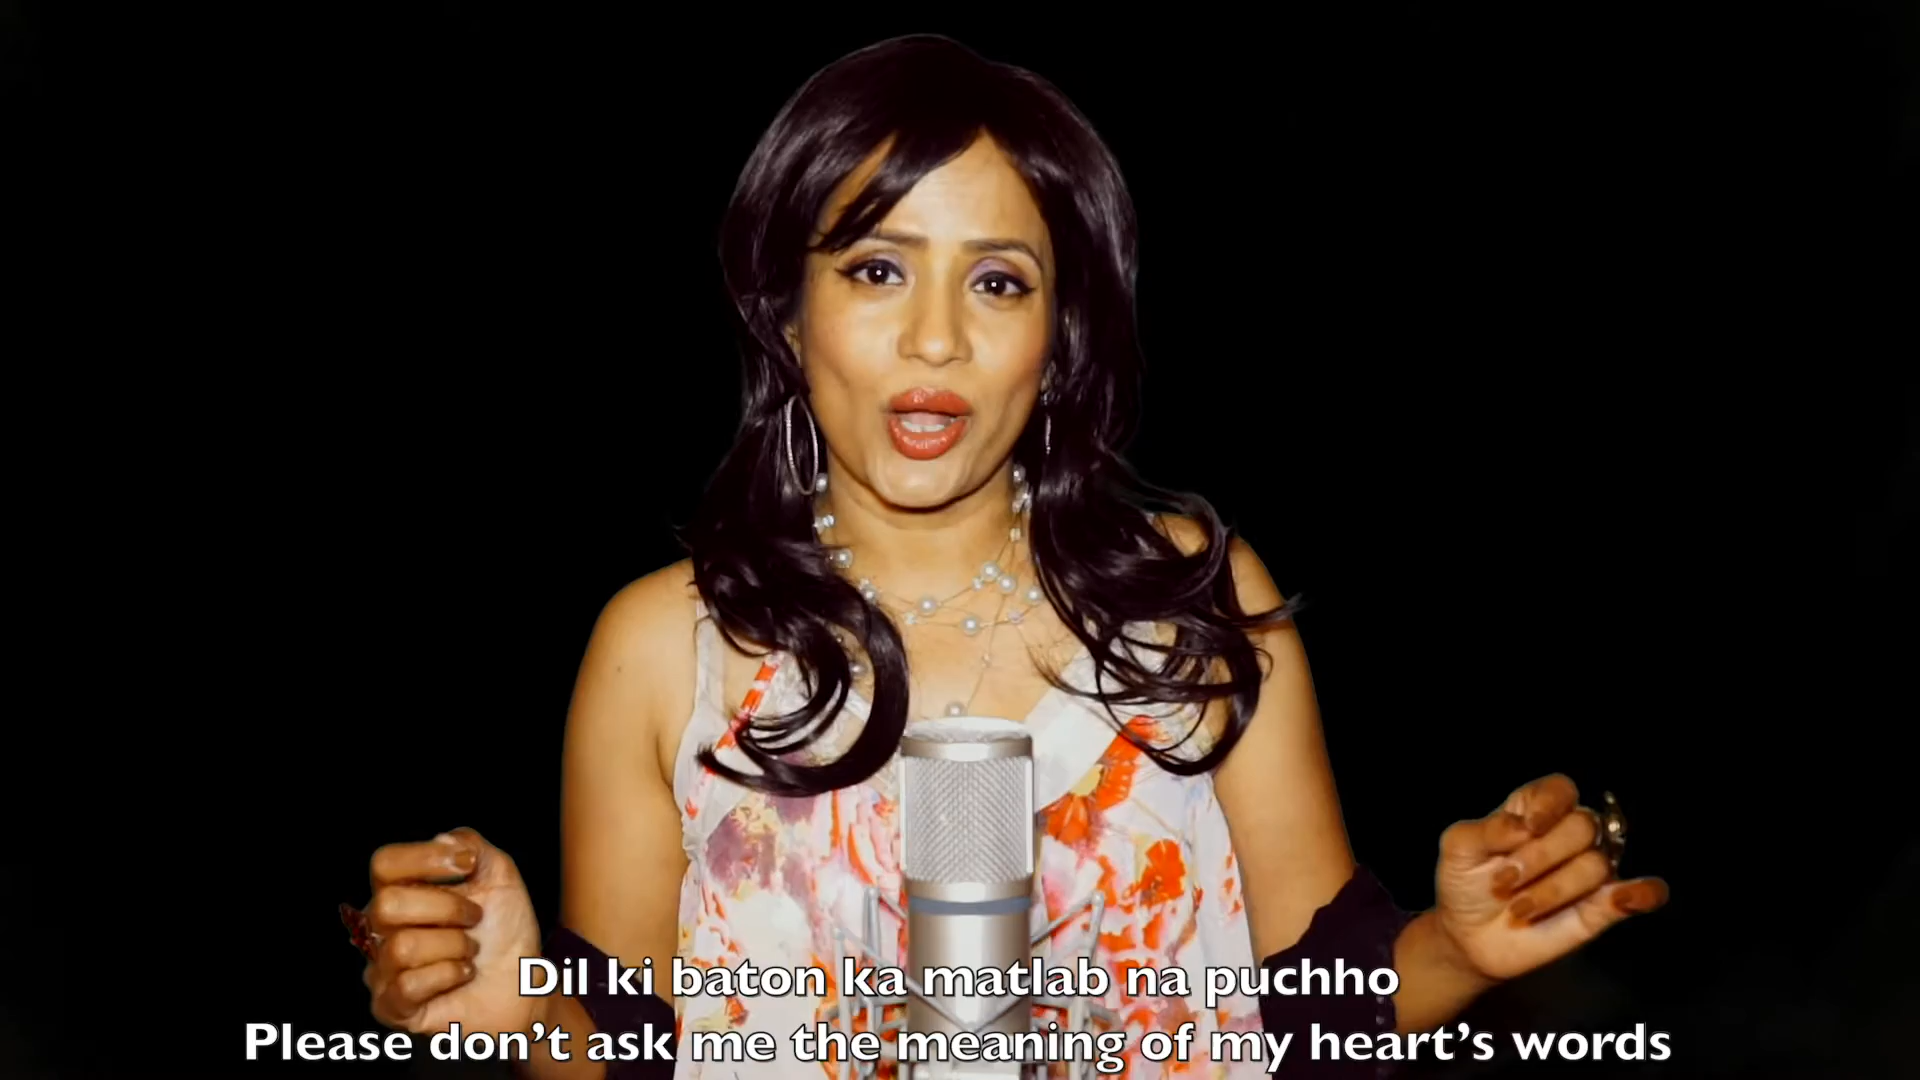 Dil ki baton ka matlab na puchho
Please don’t ask me the meaning of my heart’s words